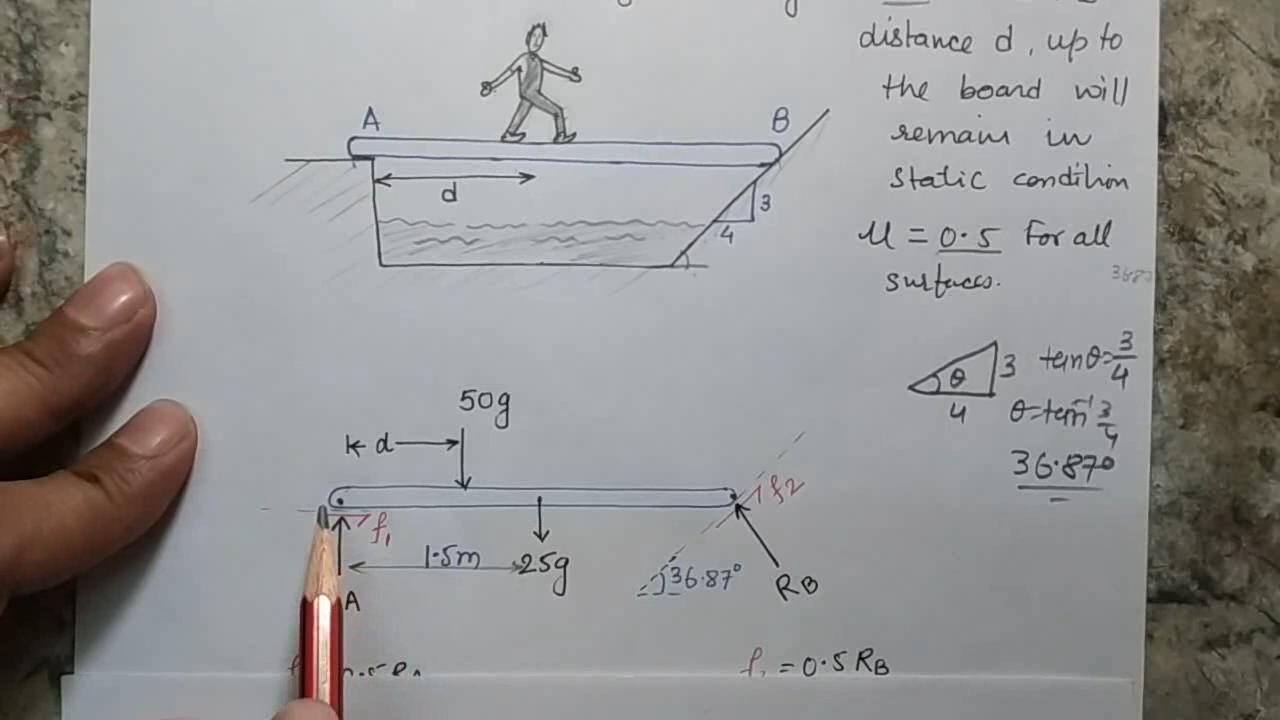 distance d, up to
the board will
remain in
static condition
μ = 0.5 for all
surfaces.
A
B
d
3
4
3
θ
4
tanθ=3/4
θ=tan⁻¹ 3/4
36.87°
50g
d
f₁
f2
1.5m
25g
36.87°
RB
A
= 0.5 RB